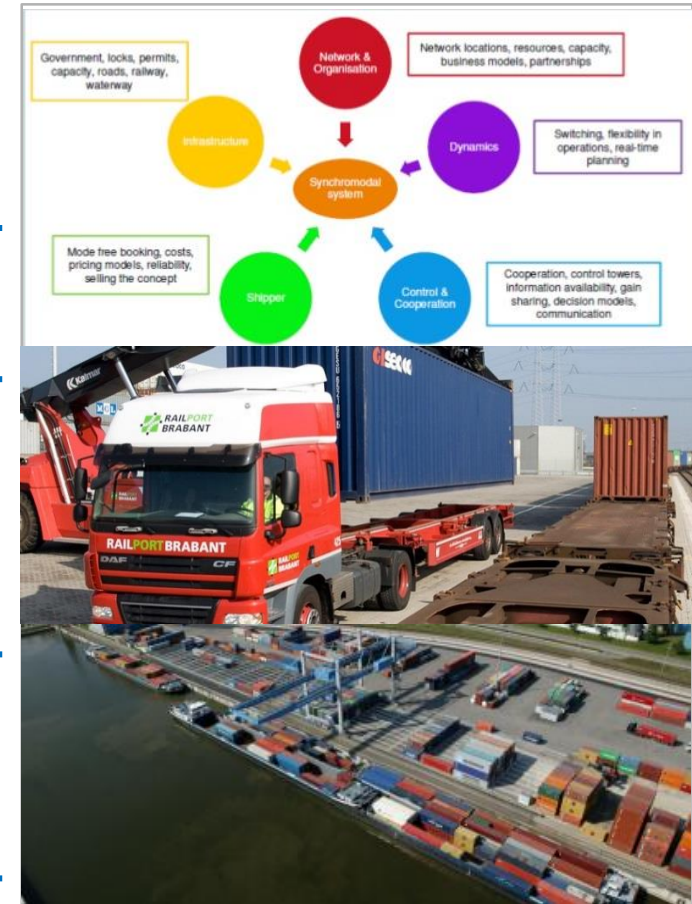 Network &
Organisation
Network locations, resources, capacity,
business models, partnerships
Government, locks, permits,
capacity, roads, railway,
waterway
Infrastructure
Dynamics
Switching, flexibility in
operations, real-time
planning
Synchromodal
system
Mode free booking, costs,
pricing models, reliability,
selling the concept
Shipper
Control &
Cooperation
Cooperation, control towers,
information availability, gain
sharing, decision models,
communication
Kalmar
RAILPORT
BRABANT
RAILPORT BRABANT
DAF CF